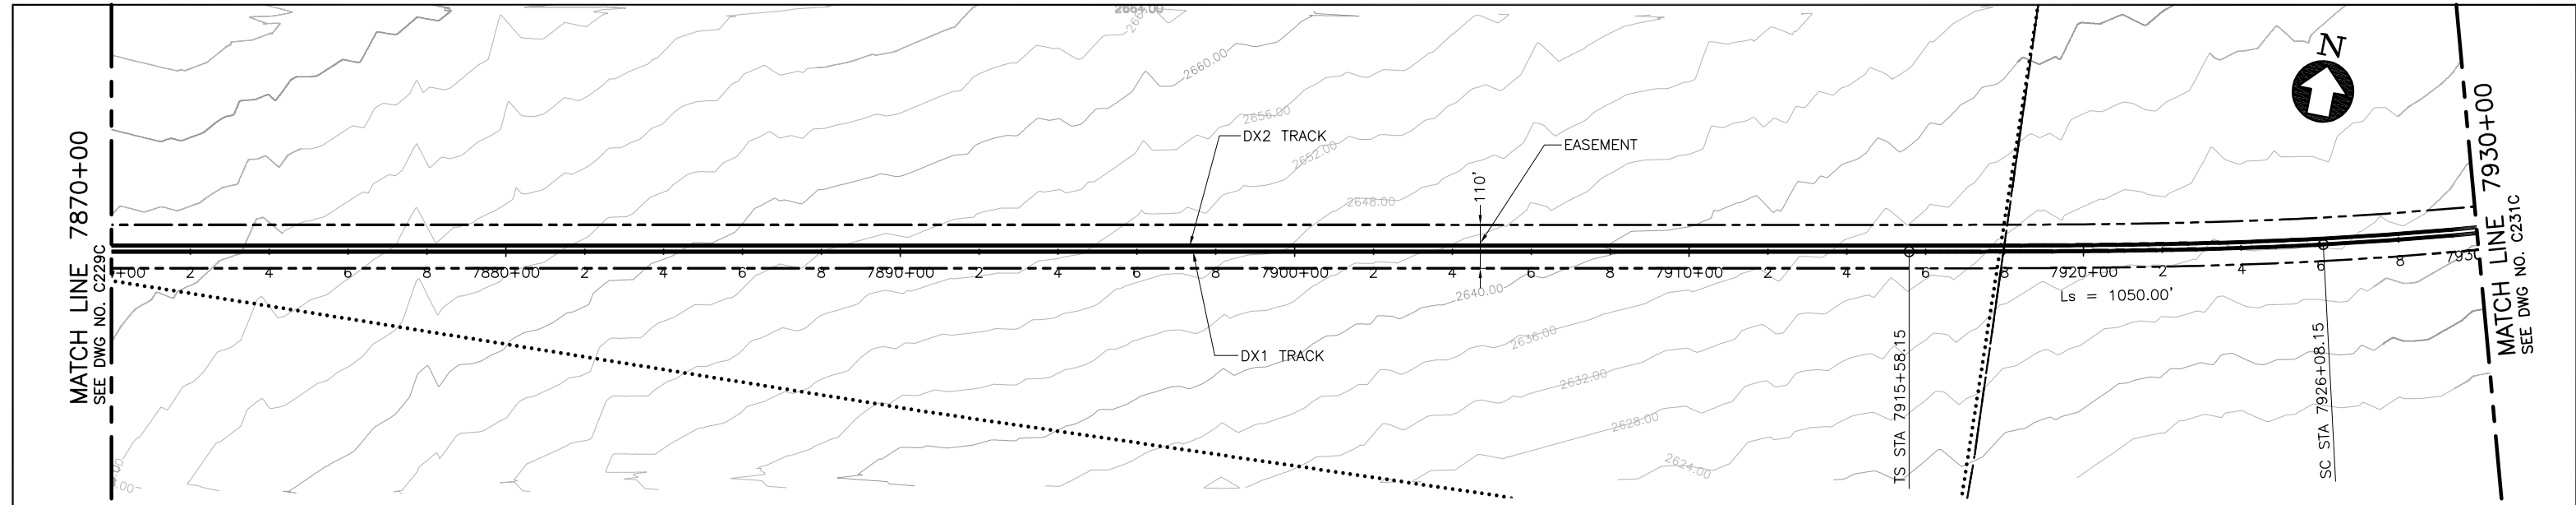 MATCH LINE 7870+00
SEE DWG NO. C229C
2660.00
2656.00
2652.00
2648.00
2640.00
2636.00
2632.00
2628.00
2624.00
DX2 TRACK
EASEMENT
110'
DX1 TRACK
+00 2 4 6 8 7880+00 2 4 6 8 7890+00 2 4 6 8 7900+00 2 4 6 8 7910+00 2 4 6 8 7920+00 2 4 6 8 793
Ls = 1050.00'
TS STA 7915+58.15
SC STA 7926+08.15
N
MATCH LINE 7930+00
SEE DWG NO. C231C